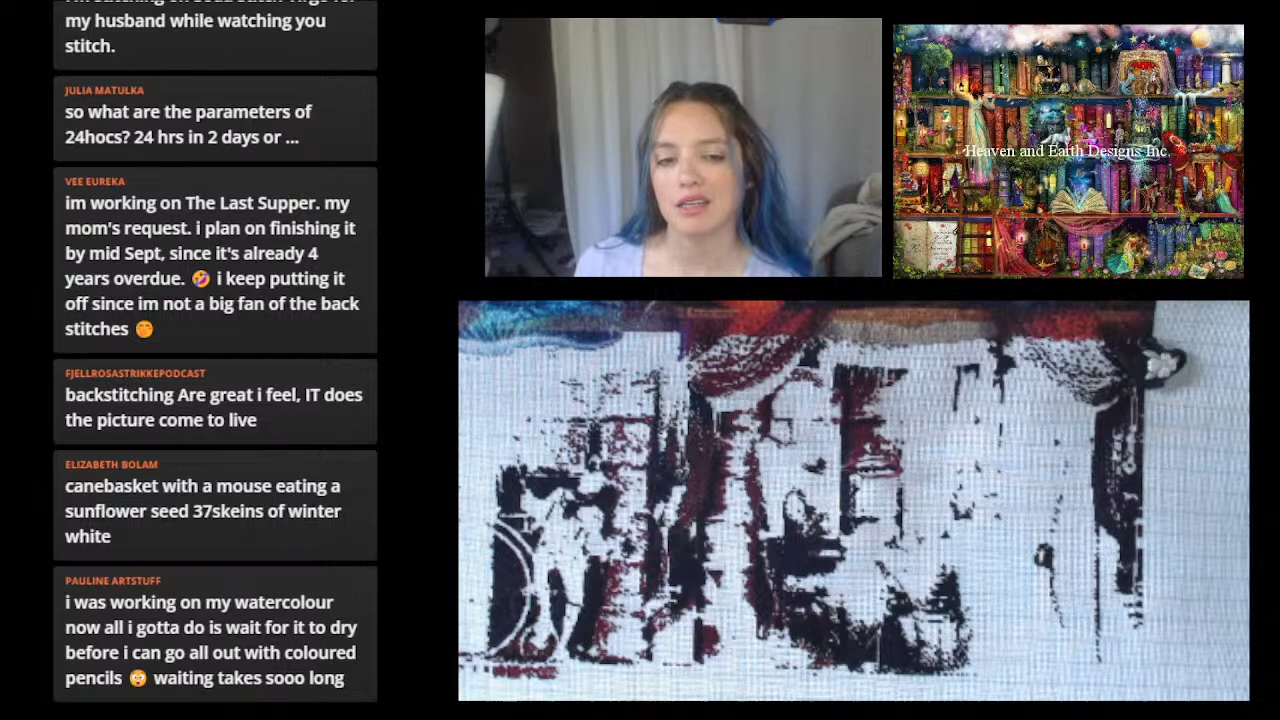 my husband while watching you
stitch.
JULIA MATULKA
so what are the parameters of
24hocs? 24 hrs in 2 days or ...
VEE EUREKA
im working on The Last Supper. my
mom's request. i plan on finishing it
by mid Sept, since it's already 4
years overdue. 🤣 i keep putting it
off since im not a big fan of the back
stitches 🤭
FJELLROSASTRIKKEPODCAST
backstitching Are great i feel, IT does
the picture come to live
ELIZABETH BOLAM
canebasket with a mouse eating a
sunflower seed 37skeins of winter
white
PAULINE ARTSTUFF
i was working on my watercolour
now all i gotta do is wait for it to dry
before i can go all out with coloured
pencils 😳 waiting takes sooo long
Heaven and Earth Designs Inc.